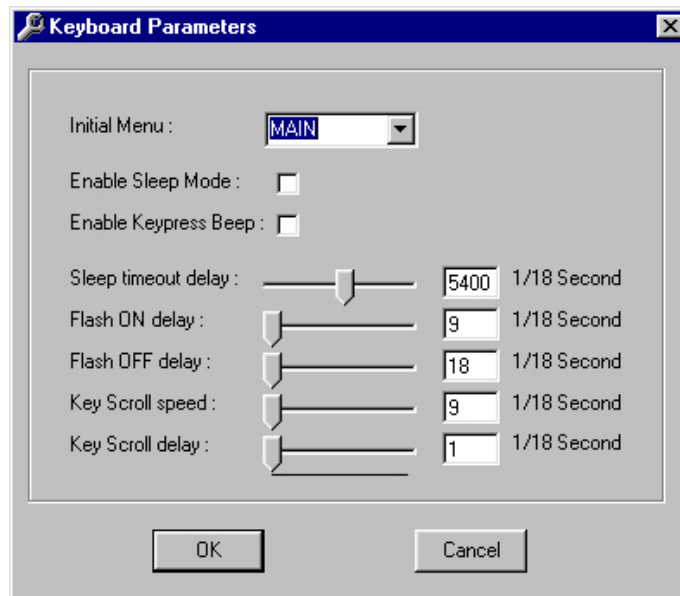 Keyboard Parameters
Initial Menu : MAIN
Enable Sleep Mode :
Enable Keypress Beep :
Sleep timeout delay : 5400 1/18 Second
Flash ON delay : 9 1/18 Second
Flash OFF delay : 18 1/18 Second
Key Scroll speed : 9 1/18 Second
Key Scroll delay : 1 1/18 Second
OK Cancel